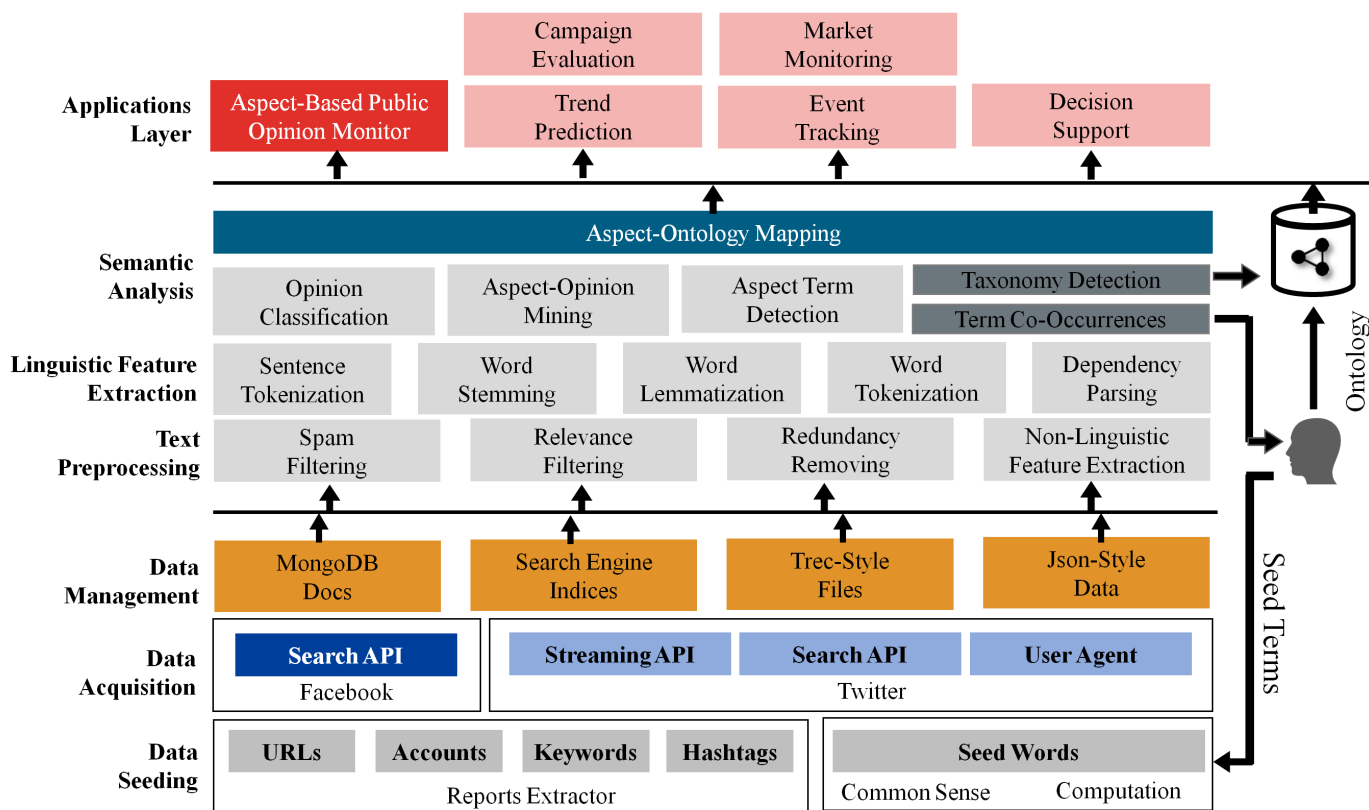 Applications
Layer
Aspect-Based Public
Opinion Monitor
Campaign
Evaluation
Market
Monitoring
Trend
Prediction
Event
Tracking
Decision
Support
Semantic
Analysis
Aspect-Ontology Mapping
Opinion
Classification
Aspect-Opinion
Mining
Aspect Term
Detection
Taxonomy Detection
Term Co-Occurrences
Ontology
Linguistic Feature
Extraction
Sentence
Tokenization
Word
Stemming
Word
Lemmatization
Word
Tokenization
Dependency
Parsing
Text
Preprocessing
Spam
Filtering
Relevance
Filtering
Redundancy
Removing
Non-Linguistic
Feature Extraction
Data
Management
MongoDB
Docs
Search Engine
Indices
Trec-Style
Files
Json-Style
Data
Seed Terms
Data
Acquisition
Search API
Facebook
Streaming API
Search API
User Agent
Twitter
Data
Seeding
URLs
Accounts
Keywords
Hashtags
Reports Extractor
Seed Words
Common Sense
Computation